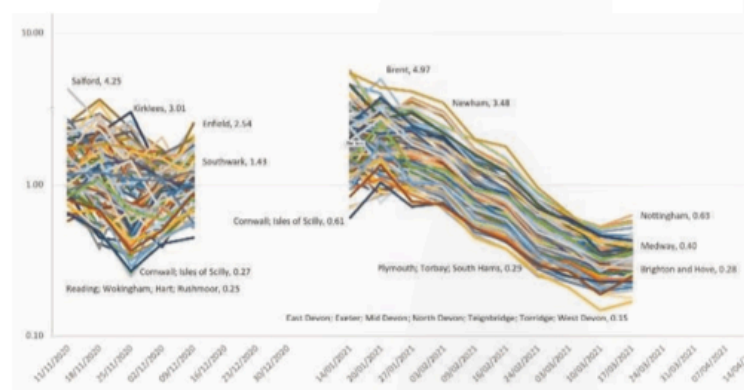 10.00
Salford, 4.25
Brent, 4.97
Kirklees, 3.01
Newham, 3.48
Enfield, 2.54
Southwark, 1.43
1.00
Cornwall; Isles of Scilly, 0.61
Nottingham, 0.63
Medway, 0.40
Cornwall; Isles of Scilly, 0.27
Plymouth; Torbay; South Hams, 0.29
Brighton and Hove, 0.28
Reading; Wokingham; Hart; Rushmoor, 0.25
East Devon; Exeter; Mid Devon; North Devon; Teignbridge; Torridge; West Devon, 0.15
0.10
11/11/2020
18/11/2020
25/11/2020
02/12/2020
09/12/2020
16/12/2020
23/12/2020
30/12/2020
14/01/2021
20/01/2021
27/01/2021
03/02/2021
09/02/2021
16/02/2021
24/02/2021
03/03/2021
10/03/2021
17/03/2021
24/03/2021
31/03/2021
07/04/2021